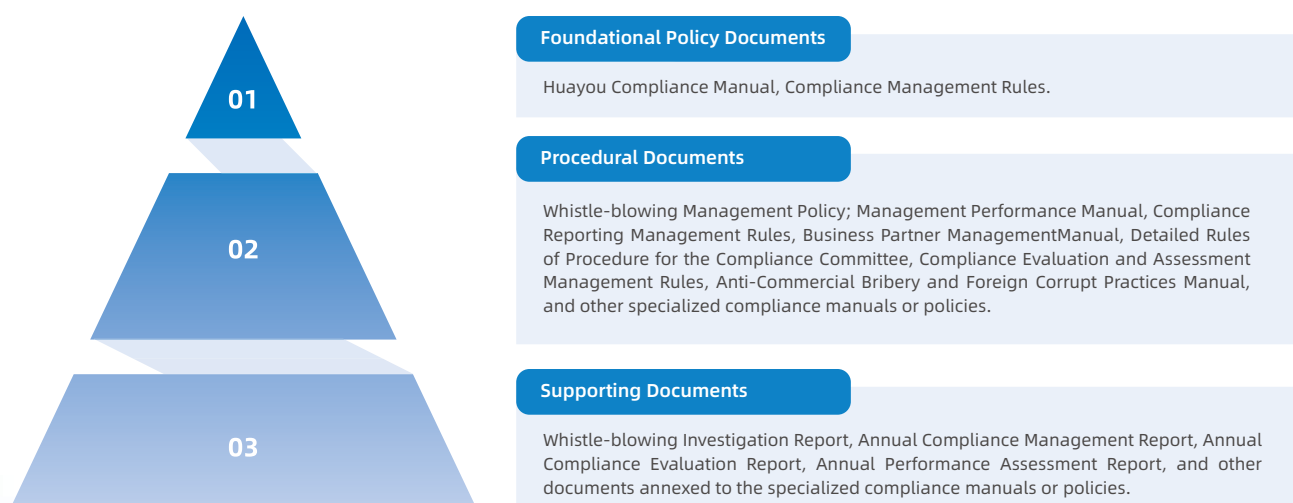 01
Foundational Policy Documents
Huayou Compliance Manual, Compliance Management Rules.
02
Procedural Documents
Whistle-blowing Management Policy; Management Performance Manual, Compliance
Reporting Management Rules, Business Partner ManagementManual, Detailed Rules
of Procedure for the Compliance Committee, Compliance Evaluation and Assessment
Management Rules, Anti-Commercial Bribery and Foreign Corrupt Practices Manual,
and other specialized compliance manuals or policies.
03
Supporting Documents
Whistle-blowing Investigation Report, Annual Compliance Management Report, Annual
Compliance Evaluation Report, Annual Performance Assessment Report, and other
documents annexed to the specialized compliance manuals or policies.